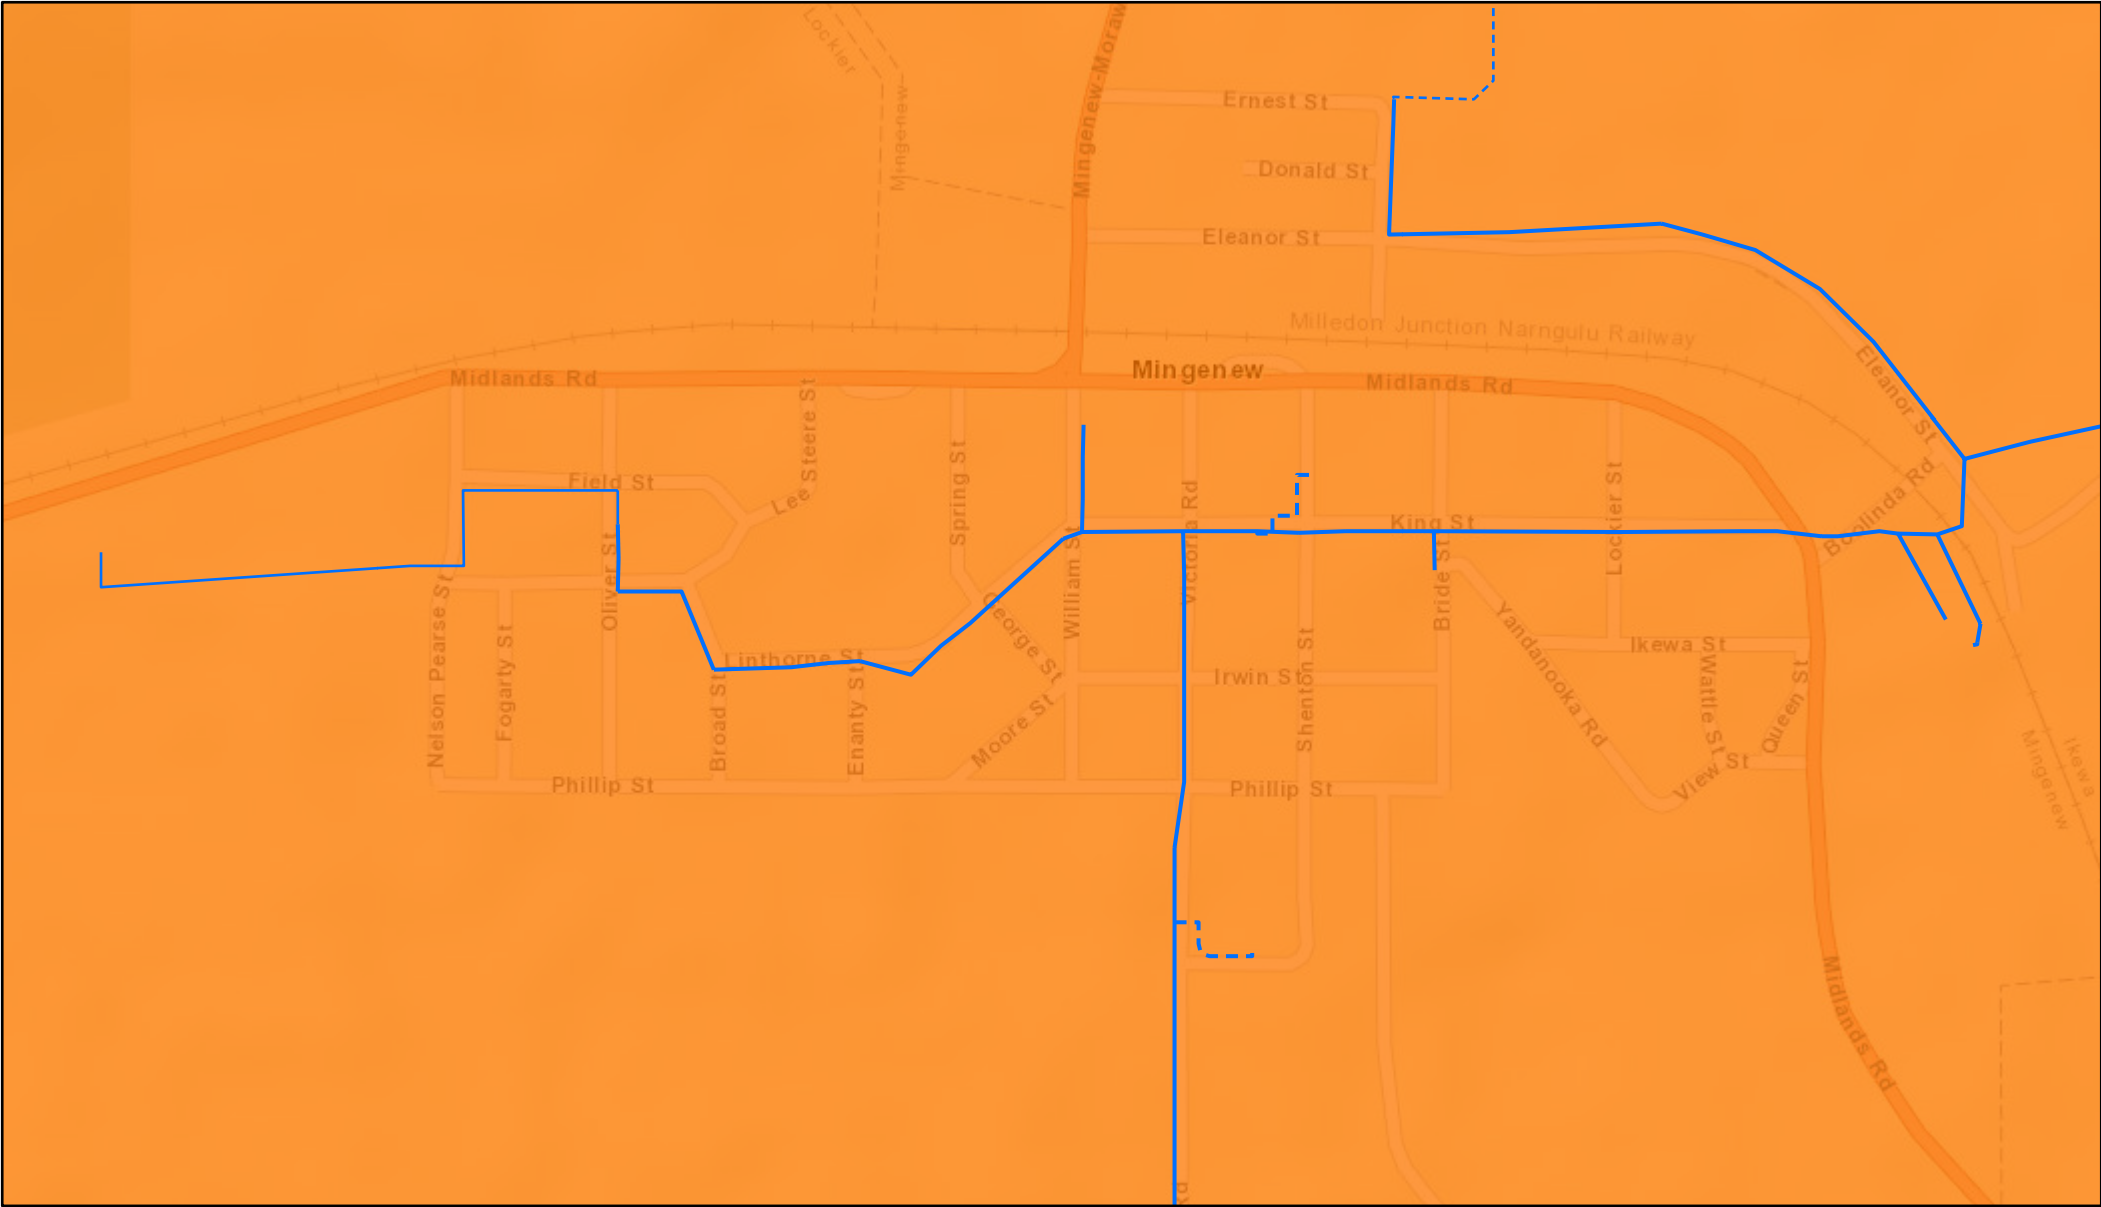 Lockier
Mingenew-Moraw
Mingenew
Ernest St
Donald St
Eleanor St
Milledon Junction Narngulu Railway
Mingenew
Midlands Rd
Midlands Rd
Eleanor St
Steere St
Lee
Field St
Spring St
Victoria Rd
King St
Lockier St
Boolinda Rd
Oliver St
William St
Bride St
Nelson Pearse St
Fogarty St
George St
Yandanooka Rd
Linthorne St
Broad St
Enanty St
Moore St
Irwin St
Shenton St
Ikewa St
Wattle St
Queen St
View St
Phillip St
Phillip St
Ikewa
Mingenew
Midlands Rd
Rd